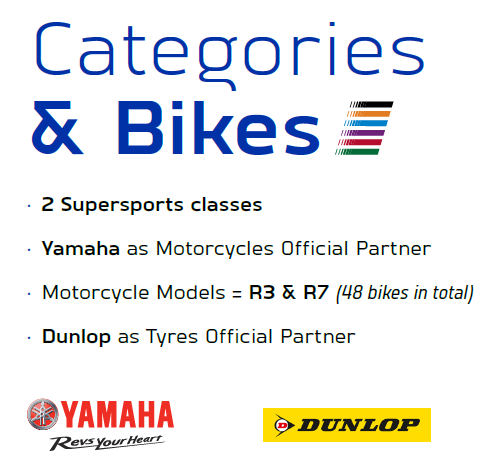 Categories
& Bikes
· 2 Supersports classes
· Yamaha as Motorcycles Official Partner
· Motorcycle Models = R3 & R7 (48 bikes in total)
· Dunlop as Tyres Official Partner
YAMAHA
Revs Your Heart
D DUNLOP